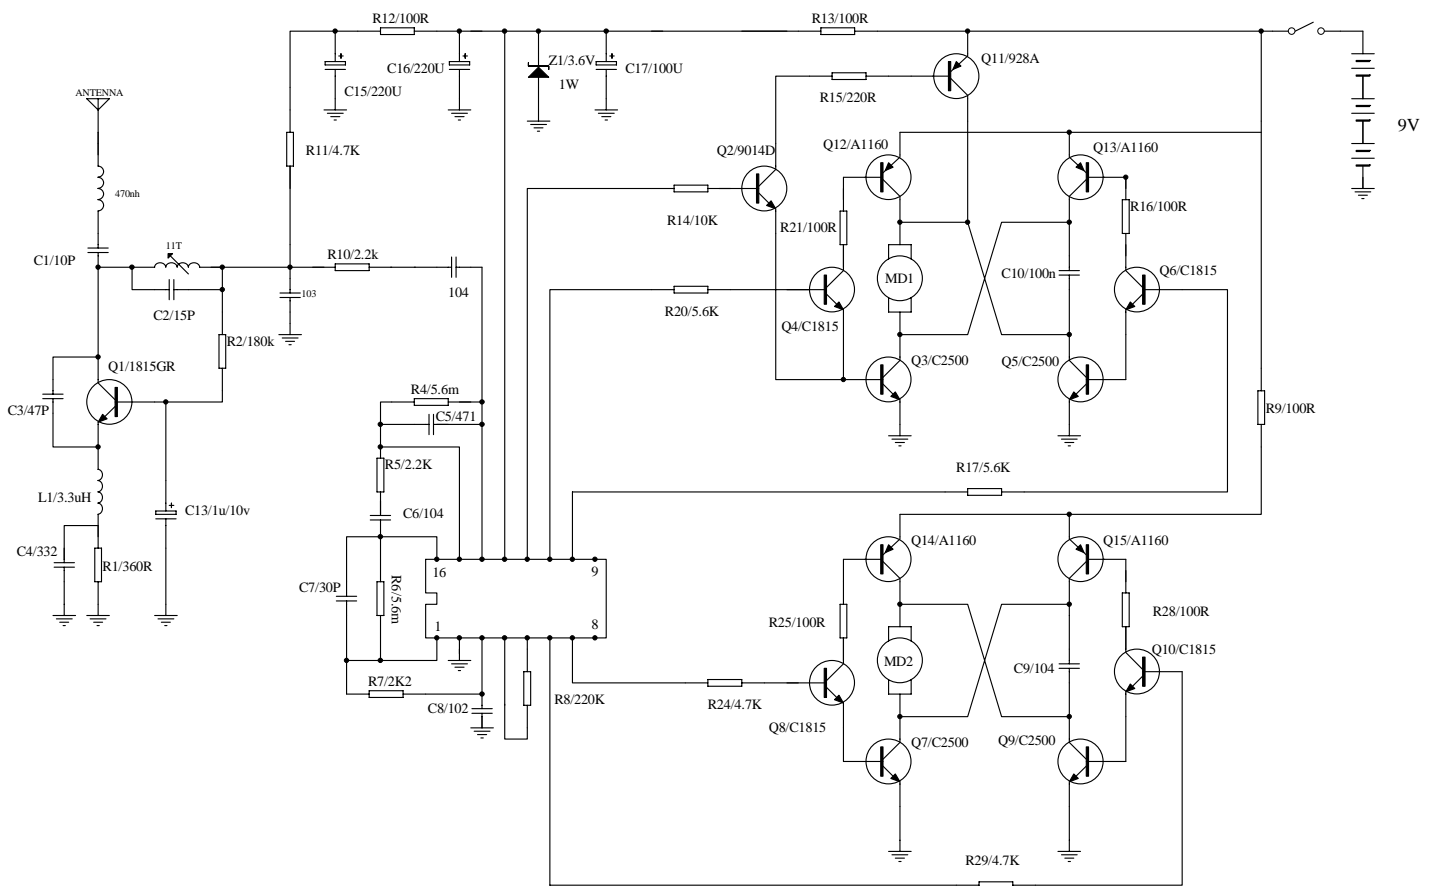 R12/100R
R13/100R
C16/220U
C15/220U
Z1/3.6V
1W
C17/100U
Q11/928A
R15/220R
9V
ANTENNA
R11/4.7K
Q2/9014D
Q12/A1160
Q13/A1160
470nh
R14/10K
R21/100R
R16/100R
11T
C1/10P
R10/2.2k
104
103
MD1
C10/100n
Q6/C1815
C2/15P
R20/5.6K
Q4/C1815
R2/180k
Q1/1815GR
Q3/C2500
Q5/C2500
R4/5.6m
C3/47P
C5/471
R9/100R
R5/2.2K
R17/5.6K
L1/3.3uH
C13/1u/10v
C6/104
C4/332
R1/360R
Q14/A1160
Q15/A1160
16
9
C7/30P
R6/5.6m
1
8
R25/100R
R28/100R
MD2
C9/104
Q10/C1815
R7/2K2
C8/102
R8/220K
R24/4.7K
Q8/C1815
Q7/C2500
Q9/C2500
R29/4.7K